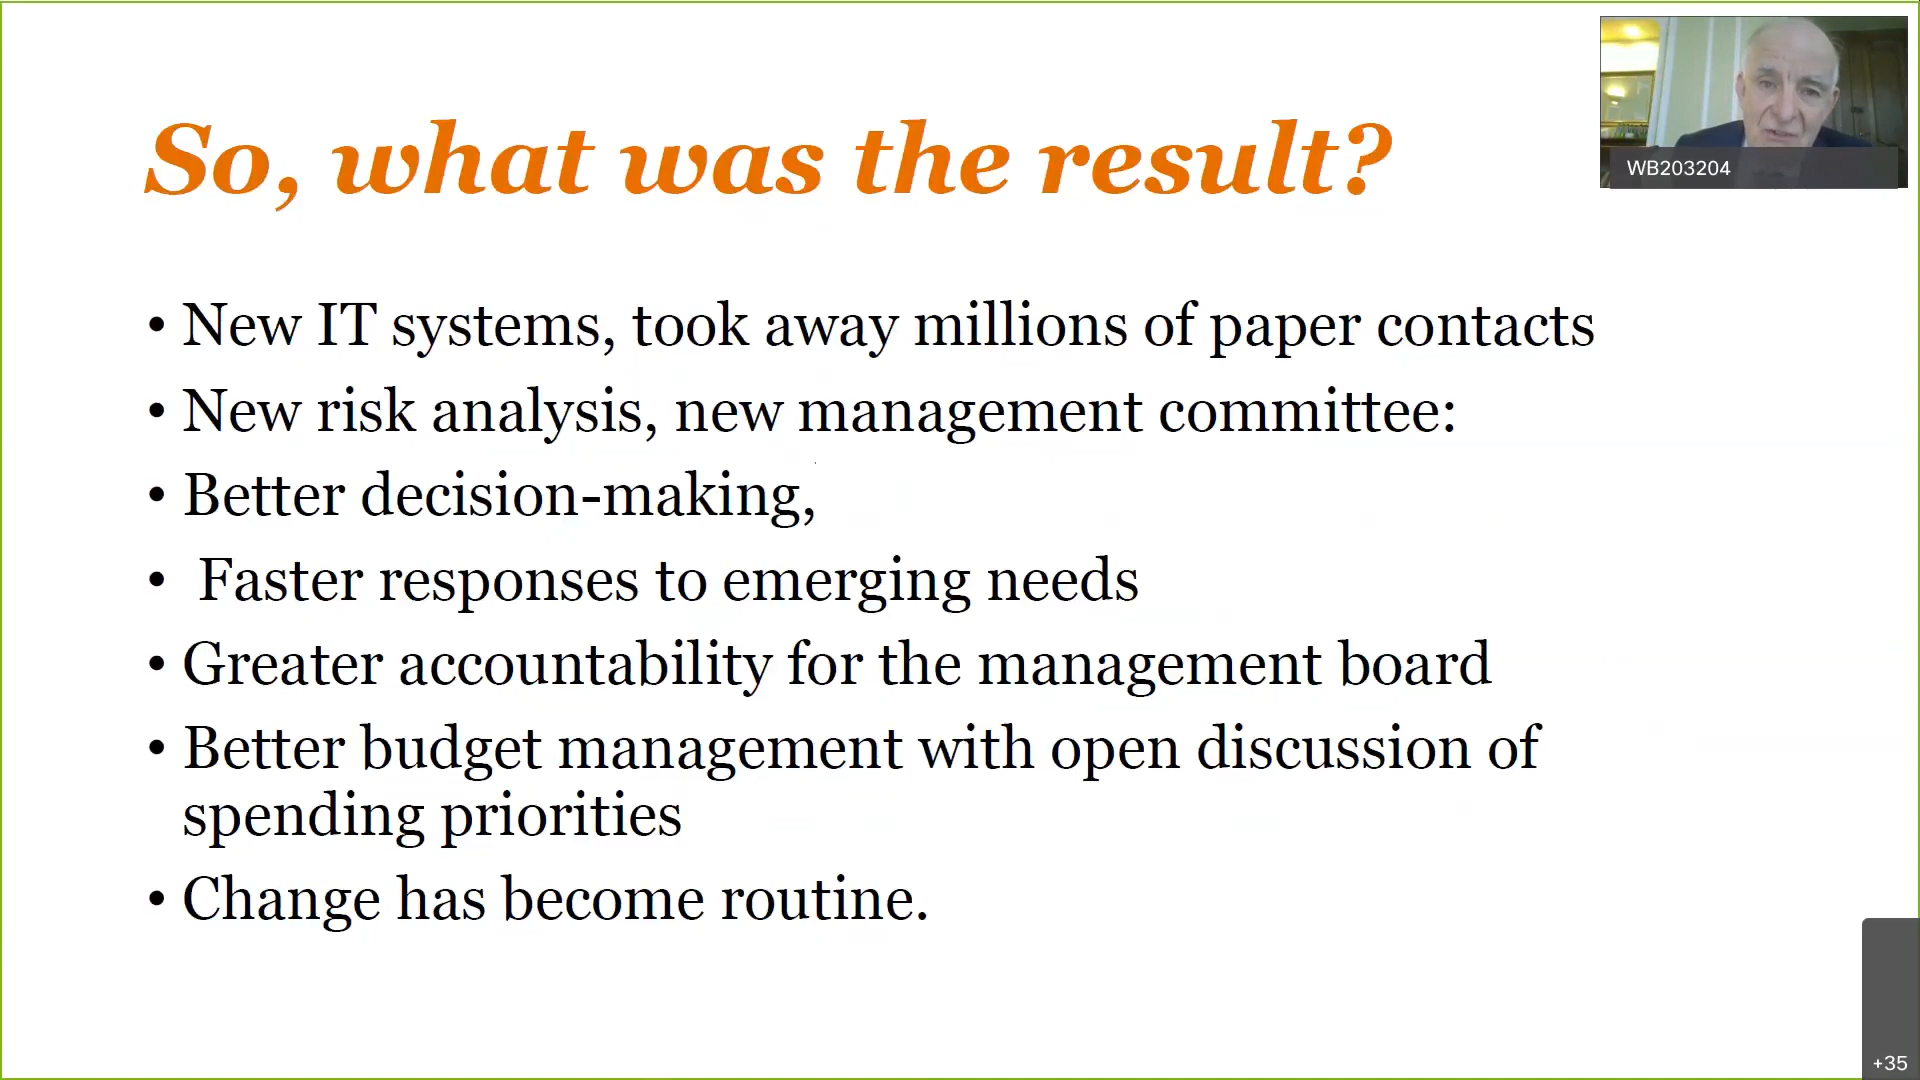 So, what was the result?
WB203204
• New IT systems, took away millions of paper contacts
• New risk analysis, new management committee:
• Better decision-making,
• Faster responses to emerging needs
• Greater accountability for the management board
• Better budget management with open discussion of
spending priorities
• Change has become routine.
+35